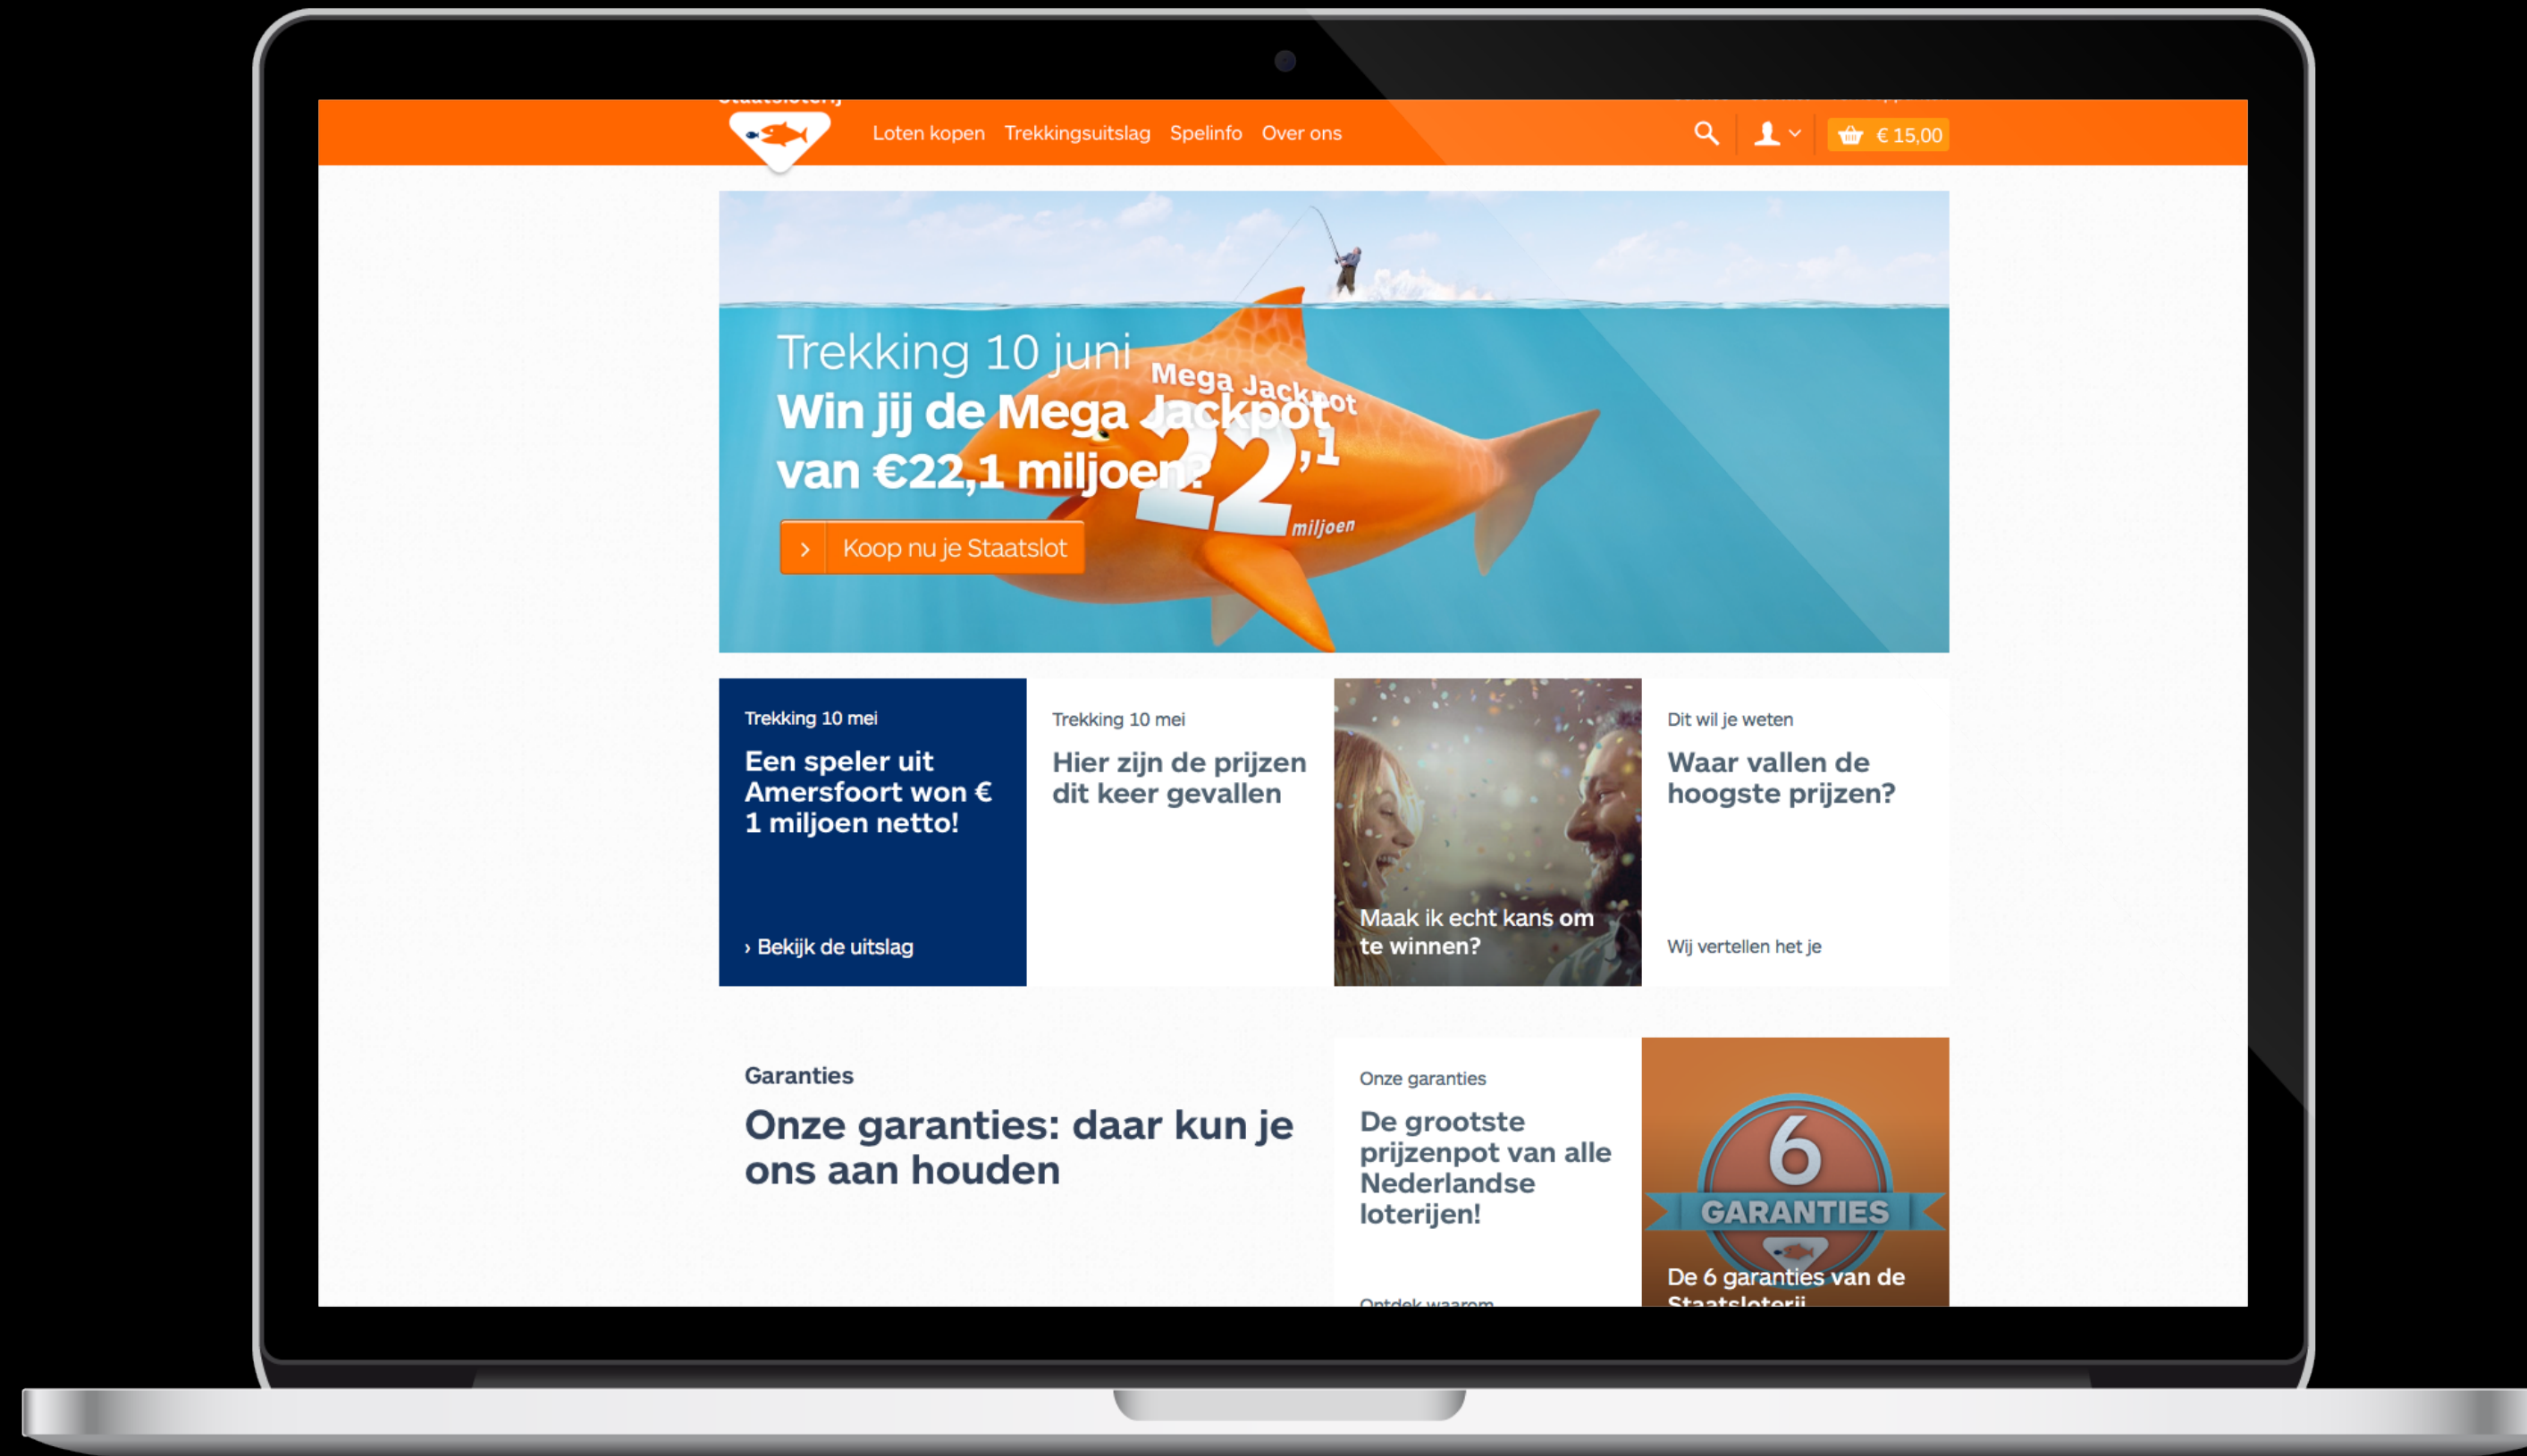 Staatsloterij
Loten kopen Trekkingsuitslag Spelinfo Over ons
€ 15,00
Trekking 10 juni
Win jij de Mega Jackpot
van €22,1 miljoen?
Koop nu je Staatslot
Mega Jackpot
22,1
miljoen
Trekking 10 mei
Een speler uit
Amersfoort won €
1 miljoen netto!
› Bekijk de uitslag
Trekking 10 mei
Hier zijn de prijzen
dit keer gevallen
Maak ik echt kans om
te winnen?
Dit wil je weten
Waar vallen de
hoogste prijzen?
Wij vertellen het je
Garanties
Onze garanties: daar kun je
ons aan houden
Onze garanties
De grootste
prijzenpot van alle
Nederlandse
loterijen!
Ontdek waarom
6
GARANTIES
De 6 garanties van de
Staatsloterij